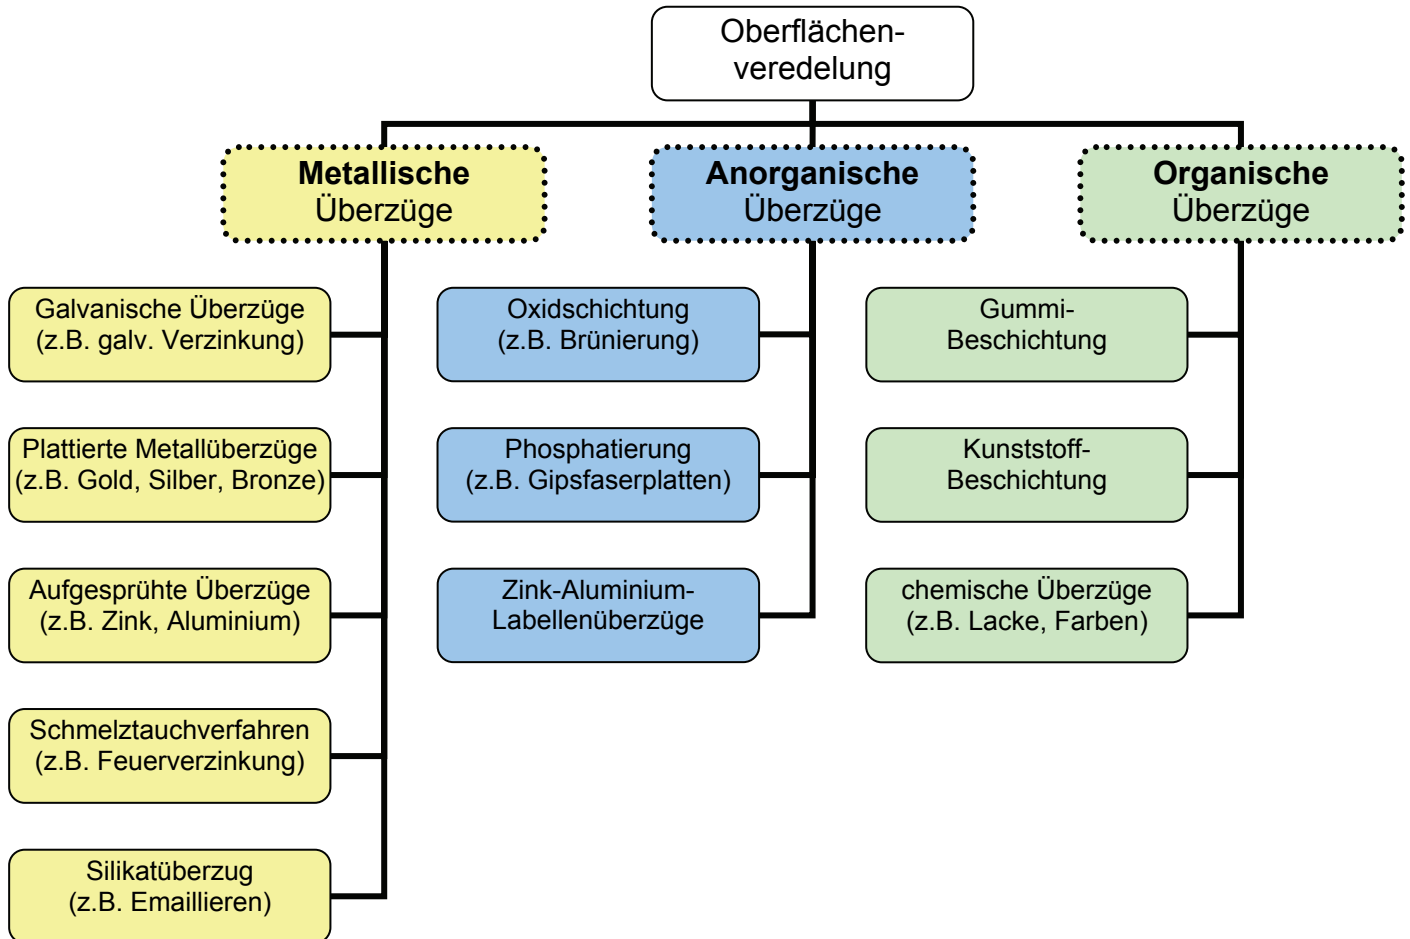 Oberflächen-
veredelung
Metallische
Überzüge
Galvanische Überzüge
(z.B. galv. Verzinkung)
Plattierte Metallüberzüge
(z.B. Gold, Silber, Bronze)
Aufgesprühte Überzüge
(z.B. Zink, Aluminium)
Schmelztauchverfahren
(z.B. Feuerverzinkung)
Silikatüberzug
(z.B. Emaillieren)
Anorganische
Überzüge
Oxidschichtung
(z.B. Brünierung)
Phosphatierung
(z.B. Gipsfaserplatten)
Zink-Aluminium-
Labellenüberzüge
Organische
Überzüge
Gummi-
Beschichtung
Kunststoff-
Beschichtung
chemische Überzüge
(z.B. Lacke, Farben)